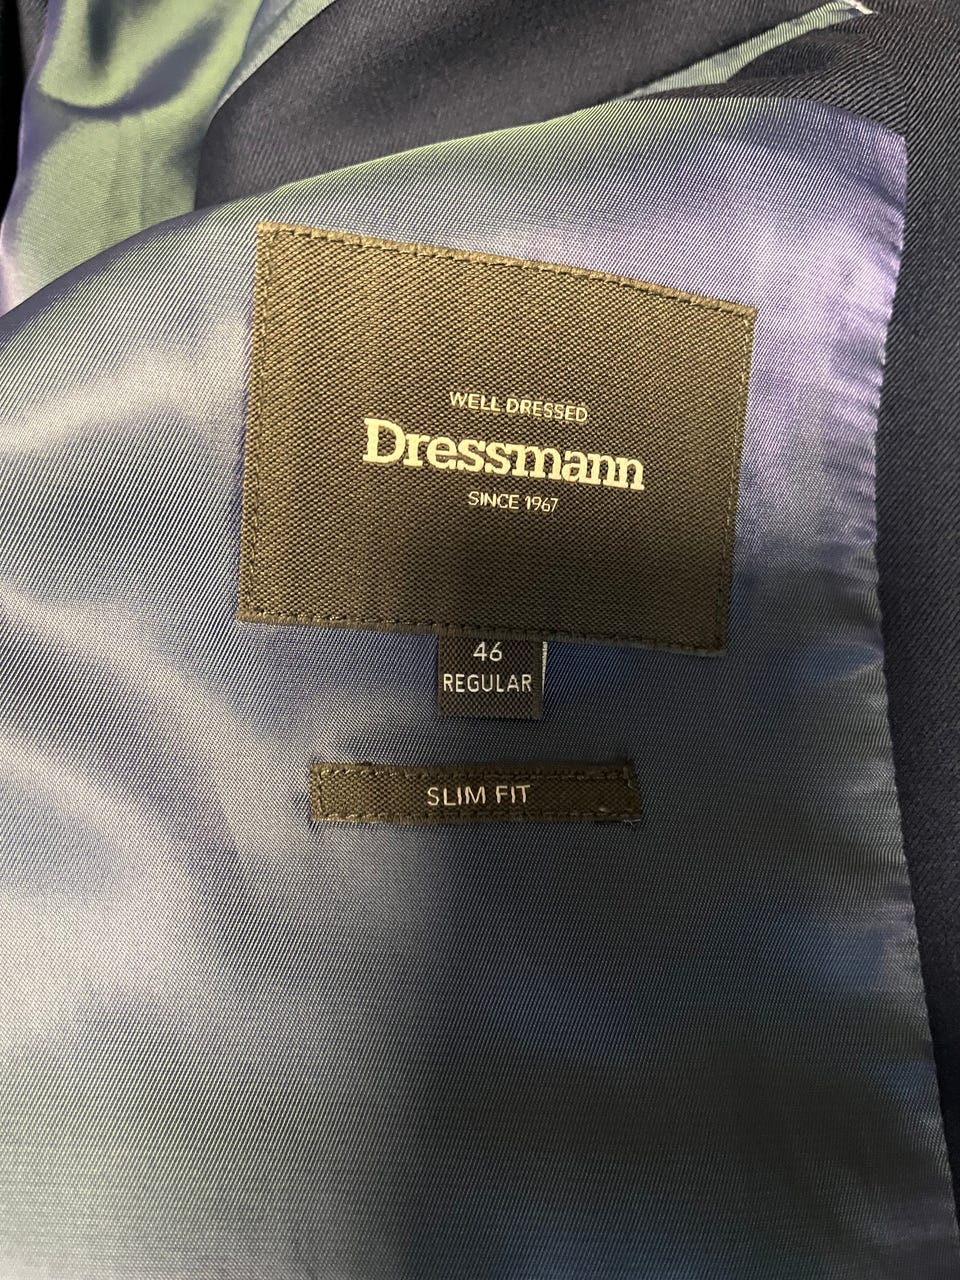 WELL DRESSED
Dressmann
SINCE 1967
46
REGULAR
SLIM FIT